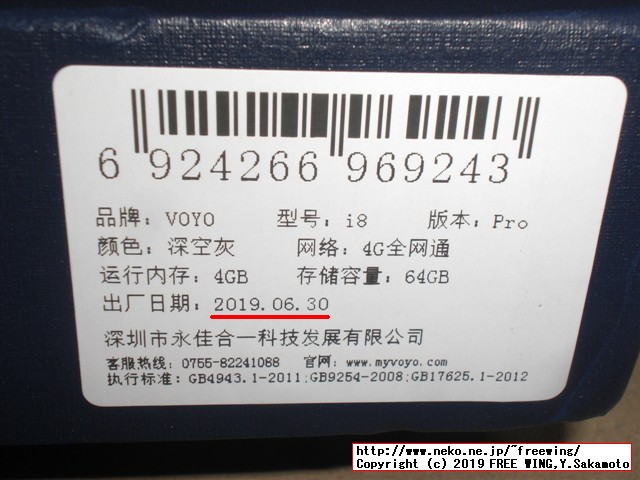 6 924266 969243
品牌: VOYO 型号: i8 版本: Pro
颜色: 深空灰 网络: 4G全网通
运行内存: 4GB 存储容量: 64GB
出厂日期: 2019.06.30
深圳市永佳合一科技发展有限公司
客服热线: 0755-82241088 官网: www.myvoyo.com
执行标准: GB4943.1-2011;GB9254-2008;GB17625.1-2012
http://www.neko.ne.jp/~freewing/
Copyright (c) 2019 FREE WING,Y.Sakamoto